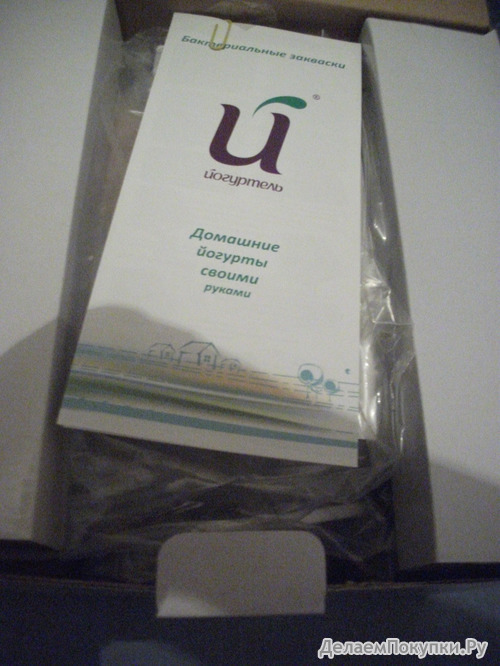 Бактериальные закваски
й
®
йогуртель
Домашние
йогурты
своими
руками
ДелаемПокупки.Ру